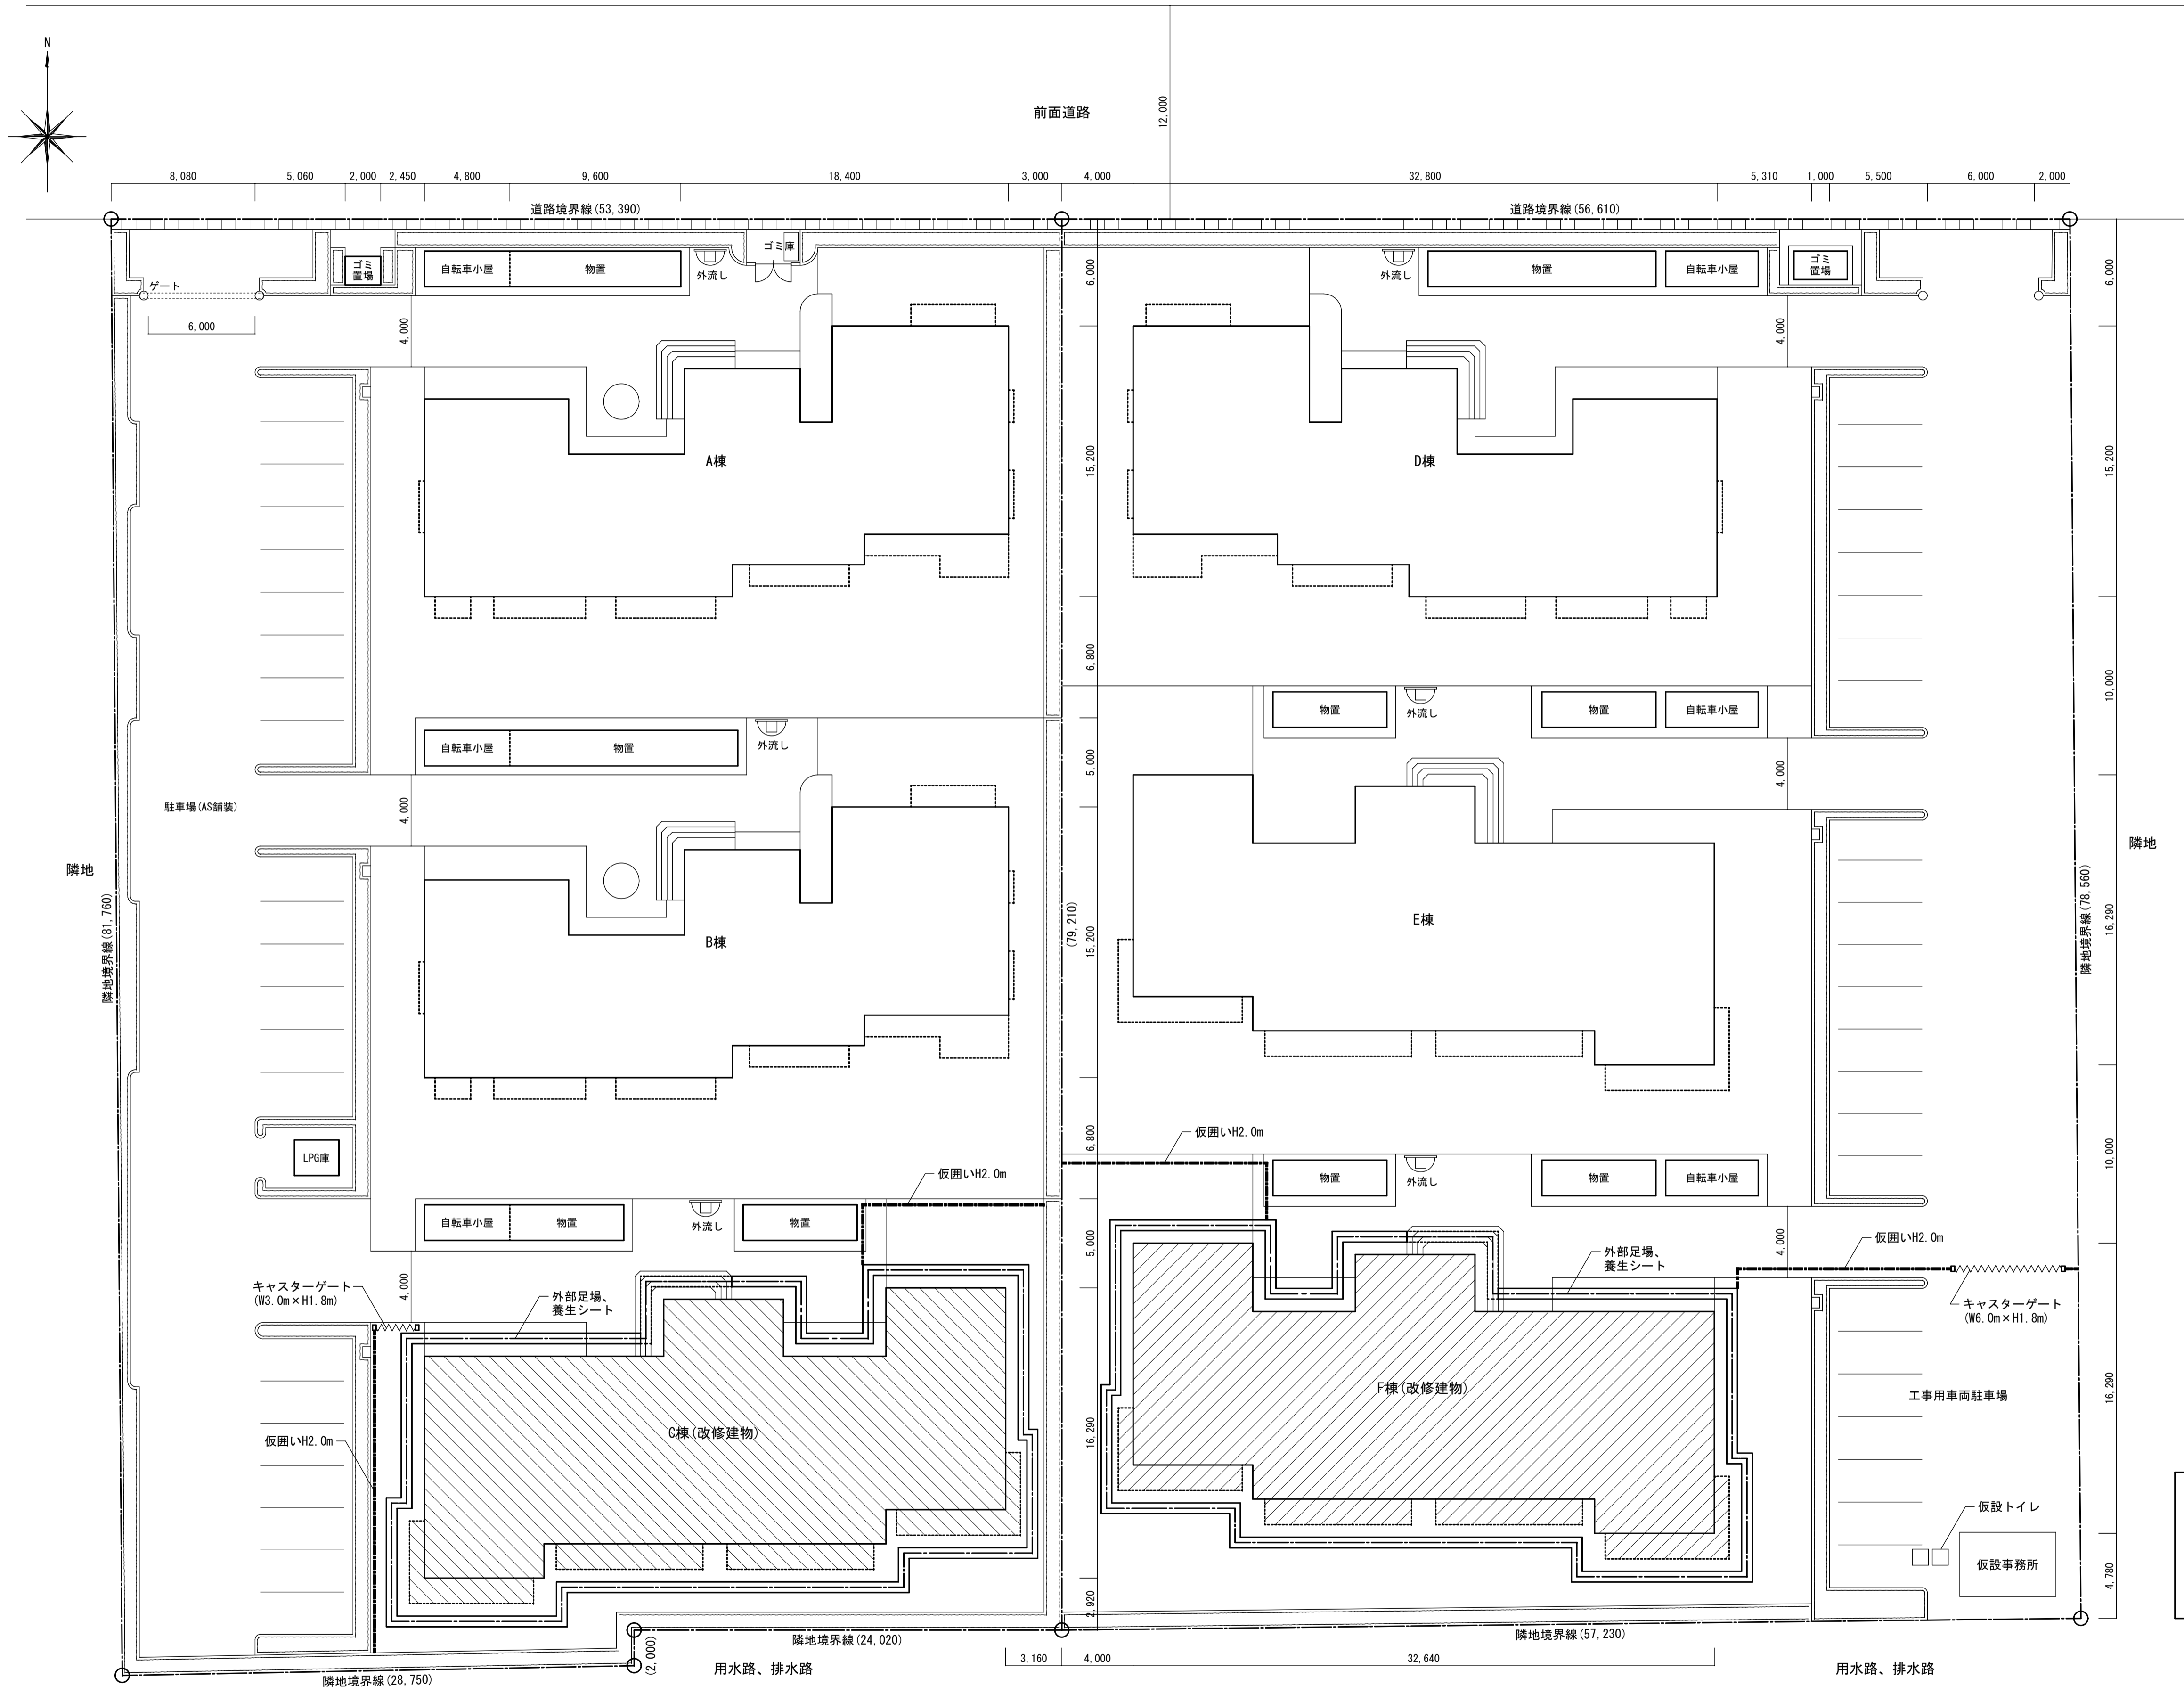 N
前面道路
12,000
8,080
5,060
2,000
2,450
4,800
9,600
18,400
3,000
4,000
32,800
5,310
1,000
5,500
6,000
2,000
道路境界線(53,390)
道路境界線(56,610)
ゴミ
置場
自転車小屋
物置
外流し
ゴミ庫
6,000
外流し
物置
自転車小屋
ゴミ
置場
6,000
ゲート
6,000
4,000
4,000
A棟
15,200
D棟
15,200
6,800
10,000
物置
外流し
物置
自転車小屋
自転車小屋
物置
外流し
5,000
4,000
駐車場(AS舗装)
4,000
隣地
隣地
隣地境界線(81,760)
(79,210)
隣地境界線(78,560)
B棟
15,200
E棟
16,290
LPG庫
6,800
仮囲いH2.0m
10,000
仮囲いH2.0m
物置
外流し
物置
自転車小屋
自転車小屋
物置
外流し
物置
5,000
4,000
仮囲いH2.0m
外部足場、
養生シート
キャスターゲート
(W3.0m×H1.8m)
4,000
外部足場、
養生シート
キャスターゲート
(W6.0m×H1.8m)
F棟(改修建物)
工事用車両駐車場
16,290
仮囲いH2.0m
C棟(改修建物)
16,290
仮設トイレ
仮設事務所
4,780
2,920
隣地境界線(24,020)
隣地境界線(57,230)
(2,000)
3,160
4,000
32,640
隣地境界線(28,750)
用水路、排水路
用水路、排水路